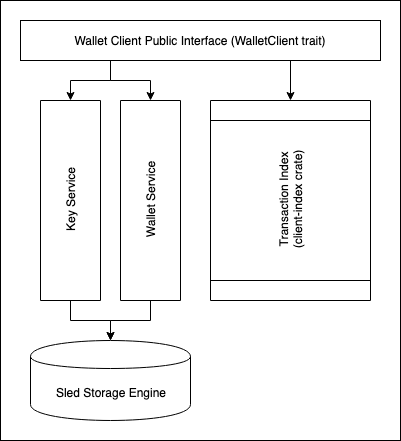 Wallet Client Public Interface (WalletClient trait)
Key Service
Wallet Service
Transaction Index
(client-index crate)
Sled Storage Engine